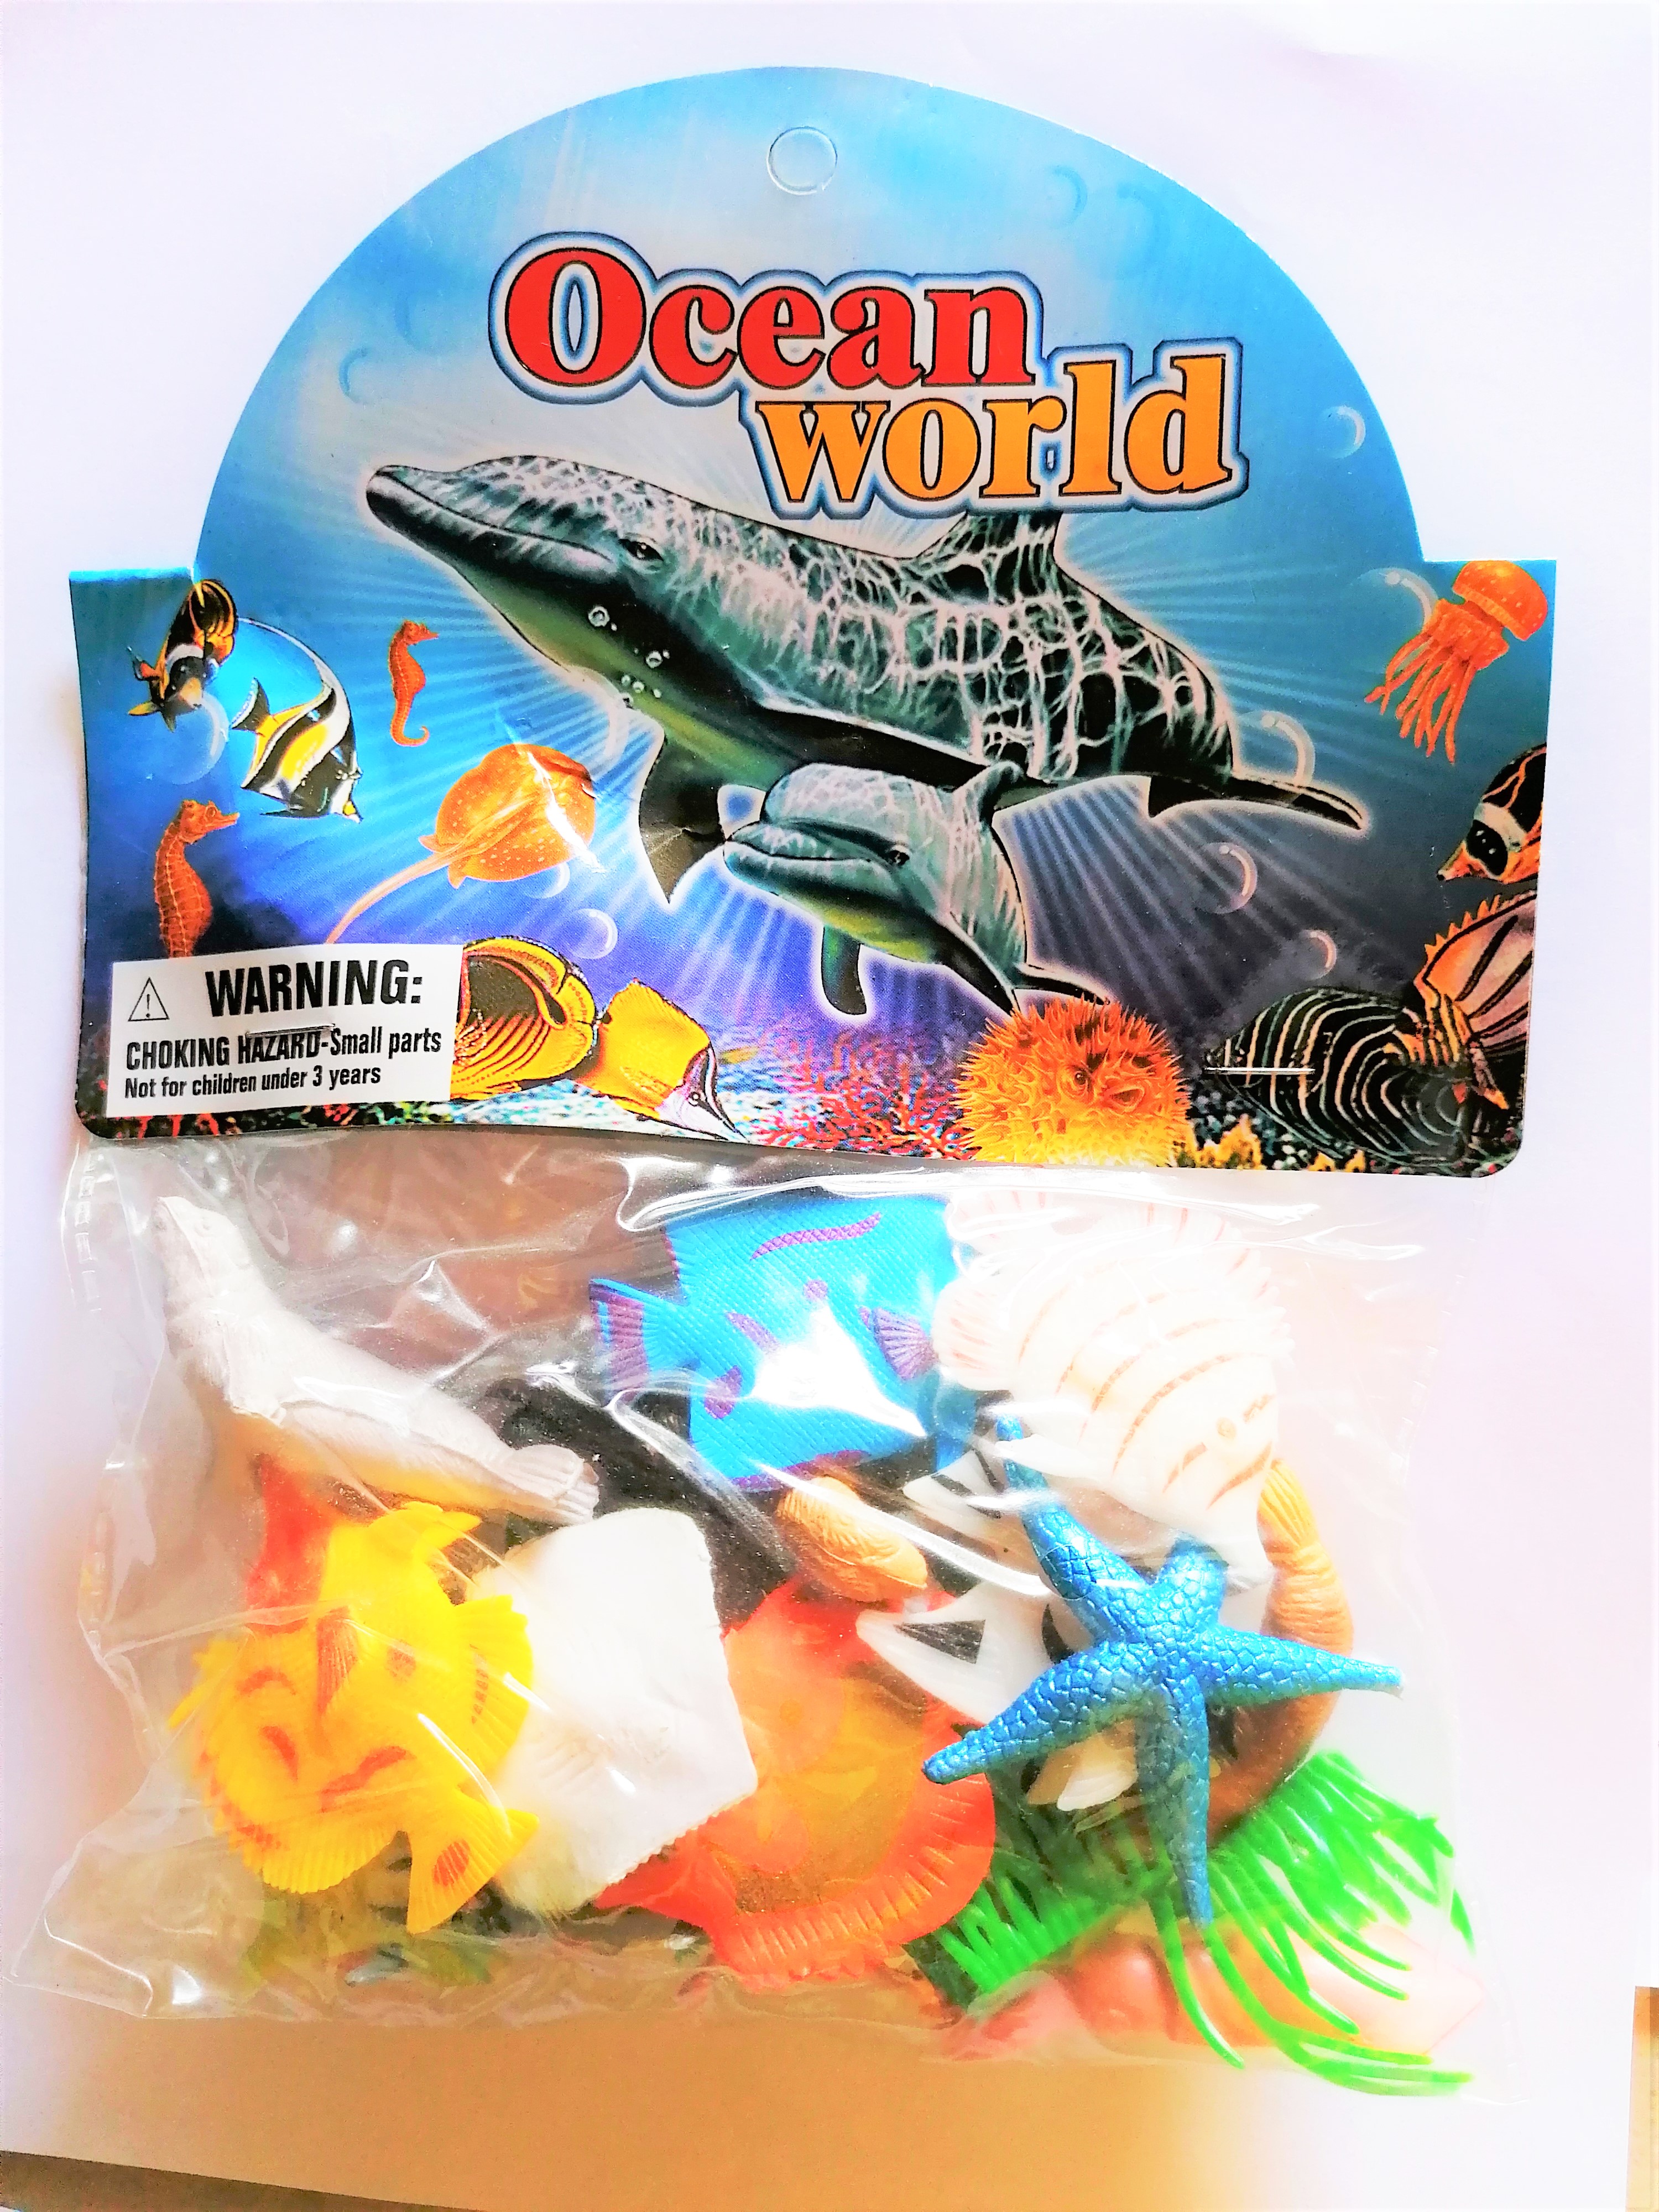 Ocean
world
WARNING:
CHOKING HAZARD-Small parts
Not for children under 3 years